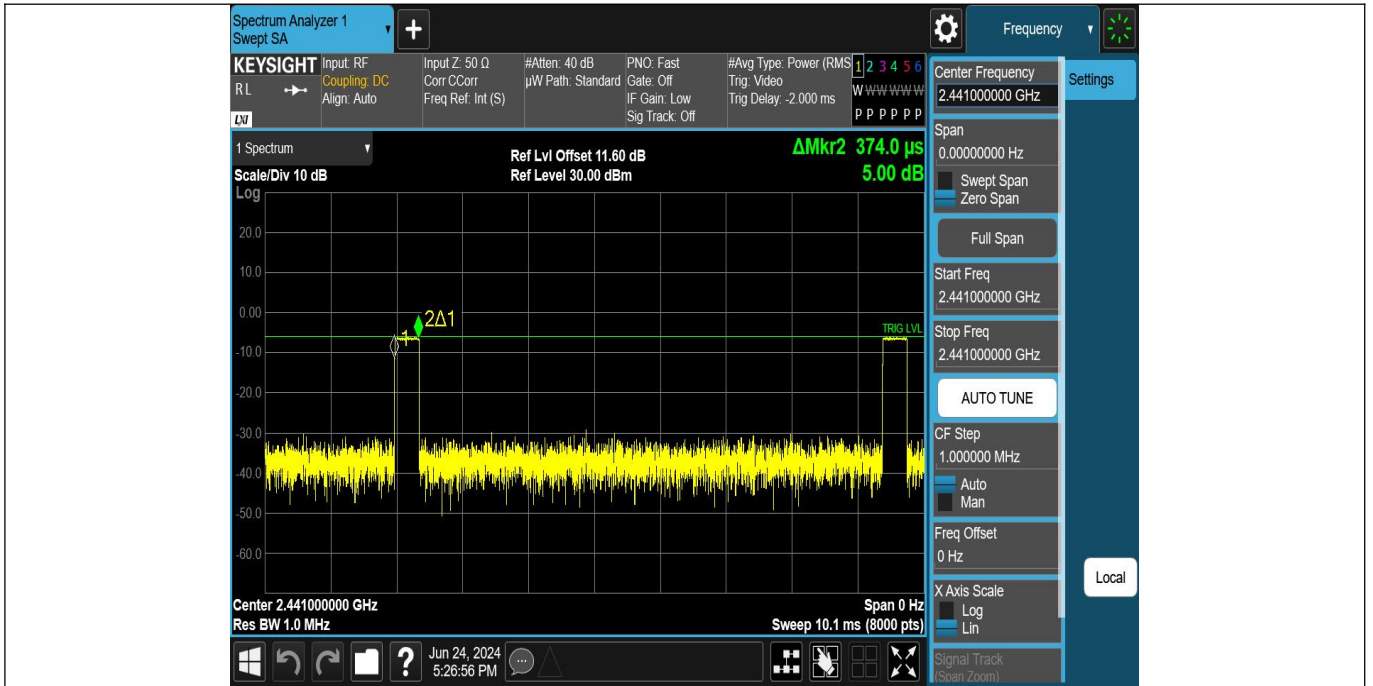 Spectrum Analyzer 1
Swept SA
+
Frequency
KEYSIGHT
R L
LXI
Input: RF
Coupling: DC
Align: Auto
Input Z: 50 Ω
Corr CCorr
Freq Ref: Int (S)
#Atten: 40 dB
µW Path: Standard
PNO: Fast
Gate: Off
IF Gain: Low
Sig Track: Off
#Avg Type: Power (RMS
Trig: Video
Trig Delay: -2.000 ms
1 2 3 4 5 6
W W W W W W
P P P P P P
1 Spectrum
Scale/Div 10 dB
Log
Ref Lvl Offset 11.60 dB
Ref Level 30.00 dBm
ΔMkr2 374.0 µs
5.00 dB
20.0
10.0
0.00
-10.0
-20.0
-30.0
-40.0
-50.0
-60.0
2Δ1
1
TRIG LVL
Center 2.441000000 GHz
Res BW 1.0 MHz
Span 0 Hz
Sweep 10.1 ms (8000 pts)
Center Frequency
2.441000000 GHz
Settings
Span
0.00000000 Hz
Swept Span
Zero Span
Full Span
Start Freq
2.441000000 GHz
Stop Freq
2.441000000 GHz
AUTO TUNE
CF Step
1.000000 MHz
Auto
Man
Freq Offset
0 Hz
X Axis Scale
Log
Lin
Signal Track
(Span Zoom)
Local
?
Jun 24, 2024
5:26:56 PM